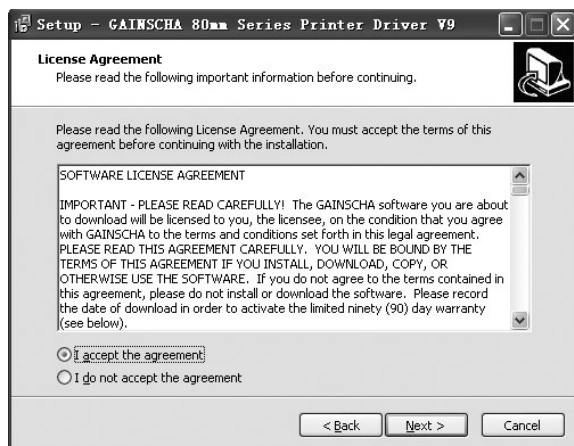 Setup - GAINSCHA 80mm Series Printer Driver V9
License Agreement
Please read the following important information before continuing.
Please read the following License Agreement. You must accept the terms of this
agreement before continuing with the installation.
SOFTWARE LICENSE AGREEMENT
IMPORTANT - PLEASE READ CAREFULLY! The GAINSCHA software you are about
to download will be licensed to you, the licensee, on the condition that you agree
with GAINSCHA to the terms and conditions set forth in this legal agreement.
PLEASE READ THIS AGREEMENT CAREFULLY. YOU WILL BE BOUND BY THE
TERMS OF THIS AGREEMENT IF YOU INSTALL, DOWNLOAD, COPY, OR
OTHERWISE USE THE SOFTWARE. If you do not agree to the terms contained in
this agreement, please do not install or download the software. Please record
the date of download in order to activate the limited ninety (90) day warranty
(see below).
I accept the agreement
I do not accept the agreement
< Back Next > Cancel